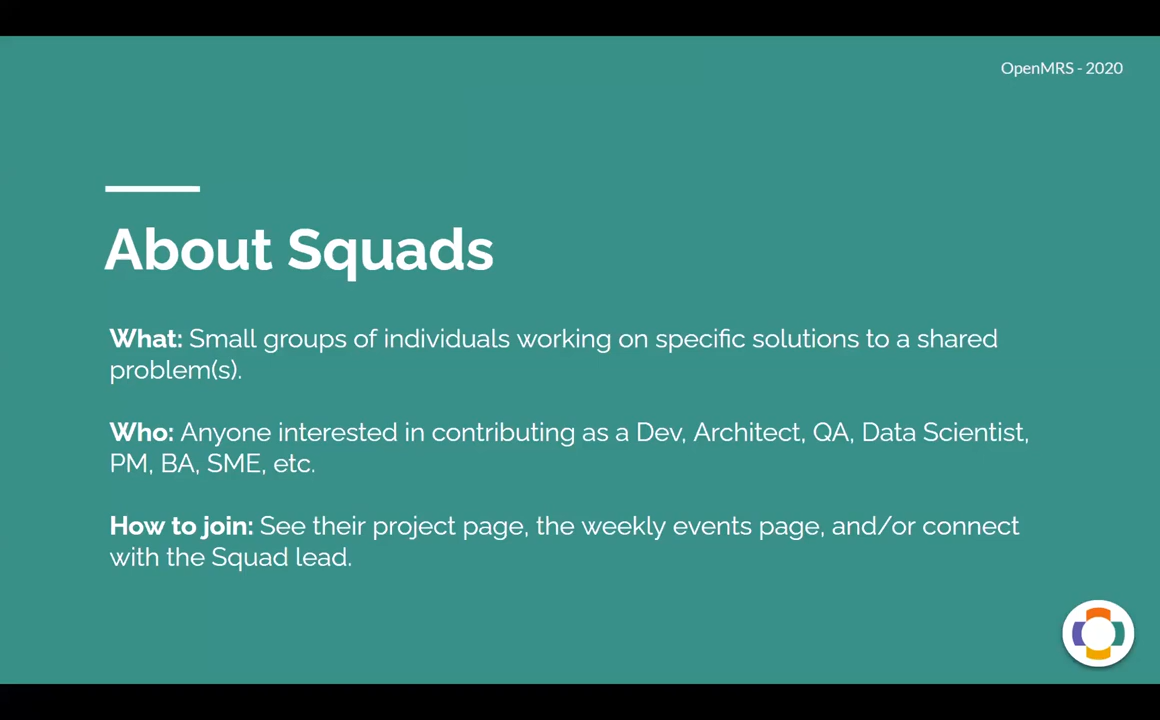 OpenMRS - 2020
About Squads
What: Small groups of individuals working on specific solutions to a shared
problem(s).
Who: Anyone interested in contributing as a Dev, Architect, QA, Data Scientist,
PM, BA, SME, etc.
How to join: See their project page, the weekly events page, and/or connect
with the Squad lead.